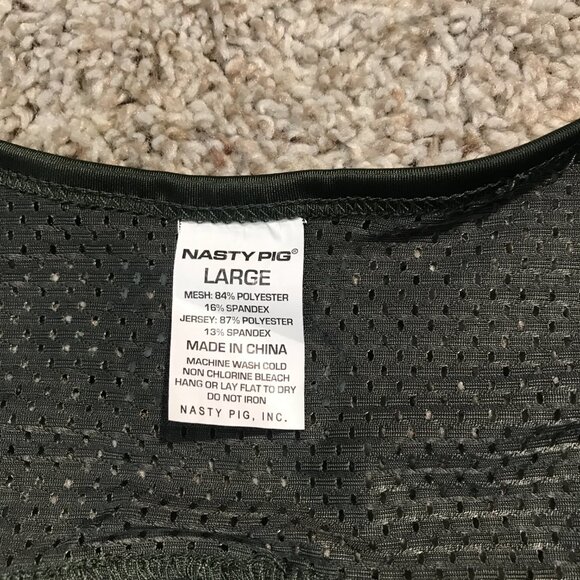 NASTY PIG®
LARGE
MESH: 84% POLYESTER
16% SPANDEX
JERSEY: 87% POLYESTER
13% SPANDEX
MADE IN CHINA
MACHINE WASH COLD
NON CHLORINE BLEACH
HANG OR LAY FLAT TO DRY
DO NOT IRON
NASTY PIG, INC.